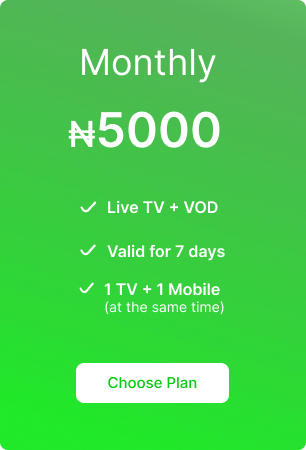 Monthly
₦5000
Live TV + VOD
Valid for 7 days
1 TV + 1 Mobile
(at the same time)
Choose Plan